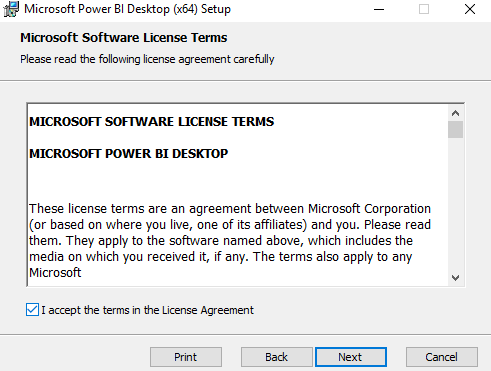 Microsoft Power BI Desktop (x64) Setup
Microsoft Software License Terms
Please read the following license agreement carefully
MICROSOFT SOFTWARE LICENSE TERMS
MICROSOFT POWER BI DESKTOP
These license terms are an agreement between Microsoft Corporation
(or based on where you live, one of its affiliates) and you. Please read
them. They apply to the software named above, which includes the
media on which you received it, if any. The terms also apply to any
Microsoft
I accept the terms in the License Agreement
Print Back Next Cancel